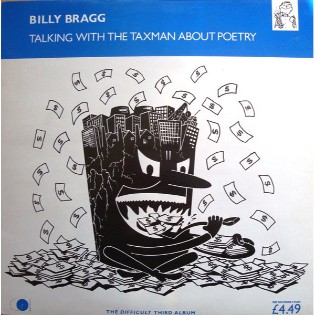 BILLY BRAGG
TALKING WITH THE TAXMAN ABOUT POETRY
THE DIFFICULT THIRD ALBUM
£4.49